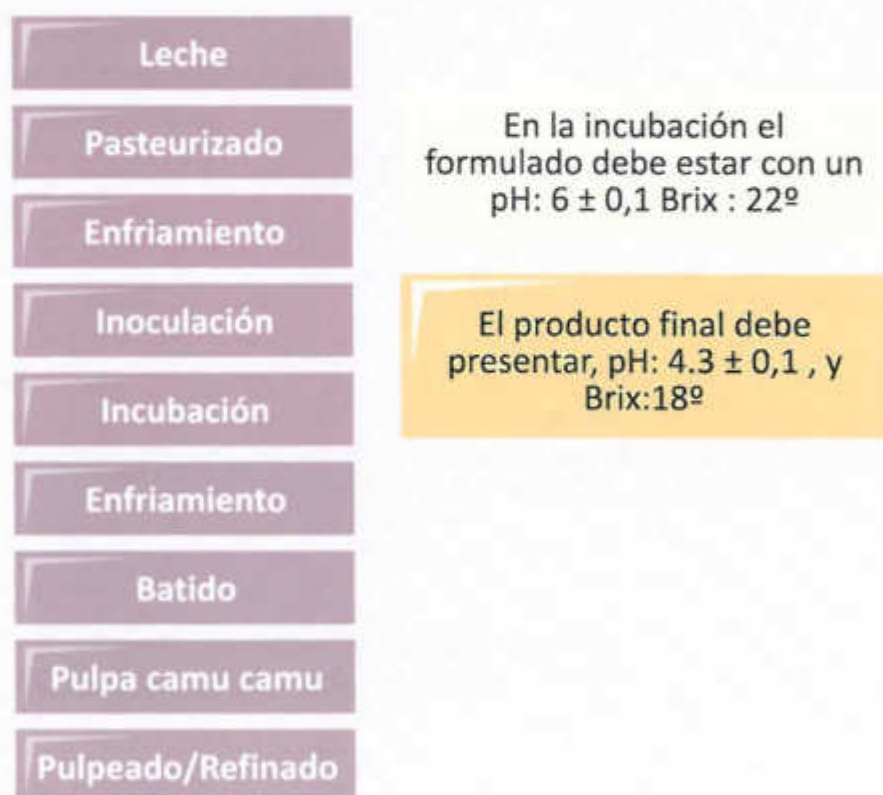 Leche
Pasteurizado
Enfriamiento
Inoculación
Incubación
Enfriamiento
Batido
Pulpa camu camu
Pulpeado/Refinado
En la incubación el
formulado debe estar con un
pH: 6 ± 0,1 Brix : 22º
El producto final debe
presentar, pH: 4.3 ± 0,1 , y
Brix:18º